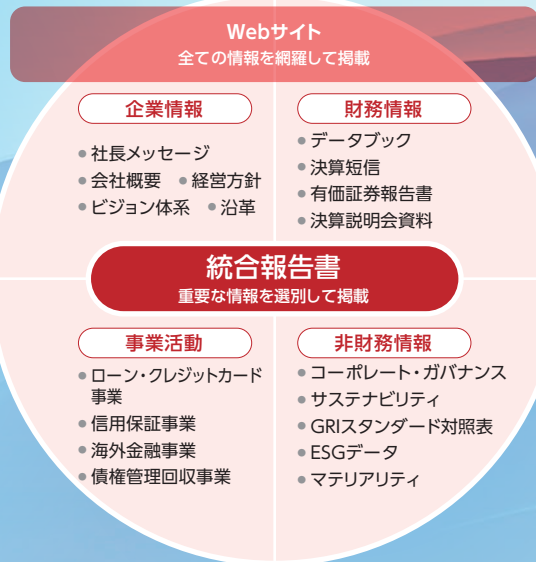 Webサイト
全ての情報を網羅して掲載
企業情報
● 社長メッセージ
● 会社概要 ● 経営方針
● ビジョン体系 ● 沿革
財務情報
● データブック
● 決算短信
● 有価証券報告書
● 決算説明会資料
統合報告書
重要な情報を選別して掲載
事業活動
● ローン・クレジットカード
事業
● 信用保証事業
● 海外金融事業
● 債権管理回収事業
非財務情報
● コーポレート・ガバナンス
● サステナビリティ
● GRIスタンダード対照表
● ESGデータ
● マテリアリティ